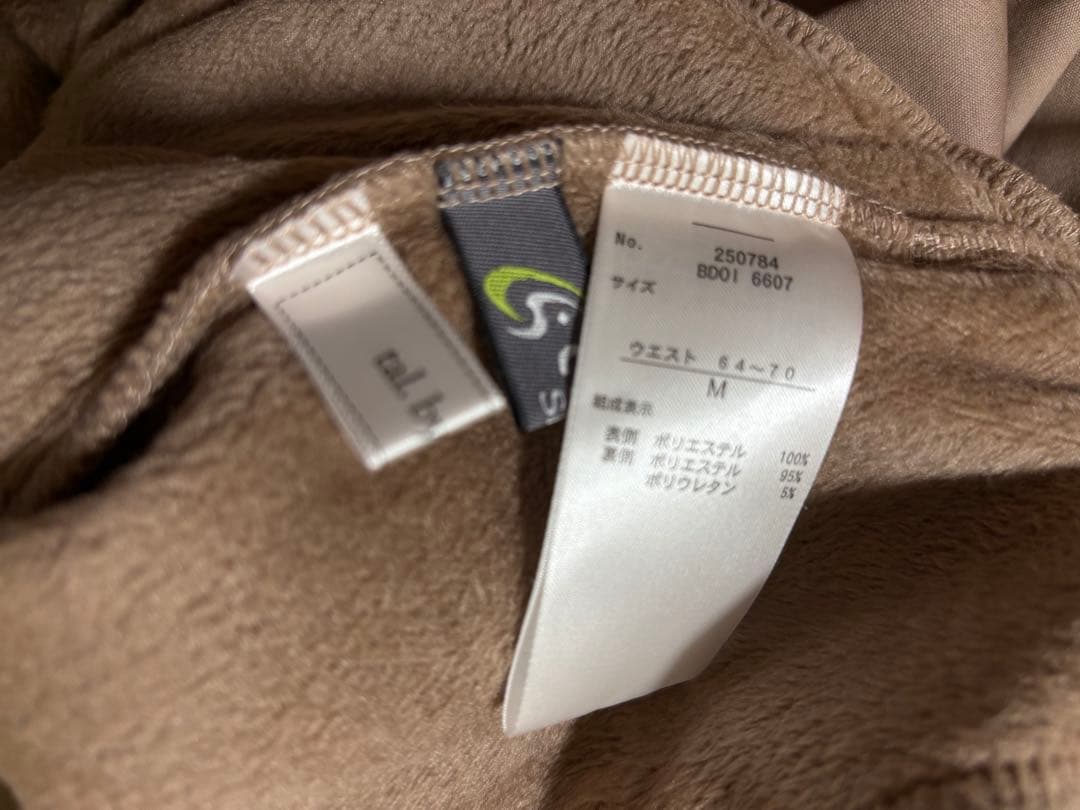 No.
250784
BD01 6607
サイズ
ウエスト 64~70
M
組成表示
表側 ポリエステル 100%
裏側 ポリエステル 95%
ポリウレタン 5%